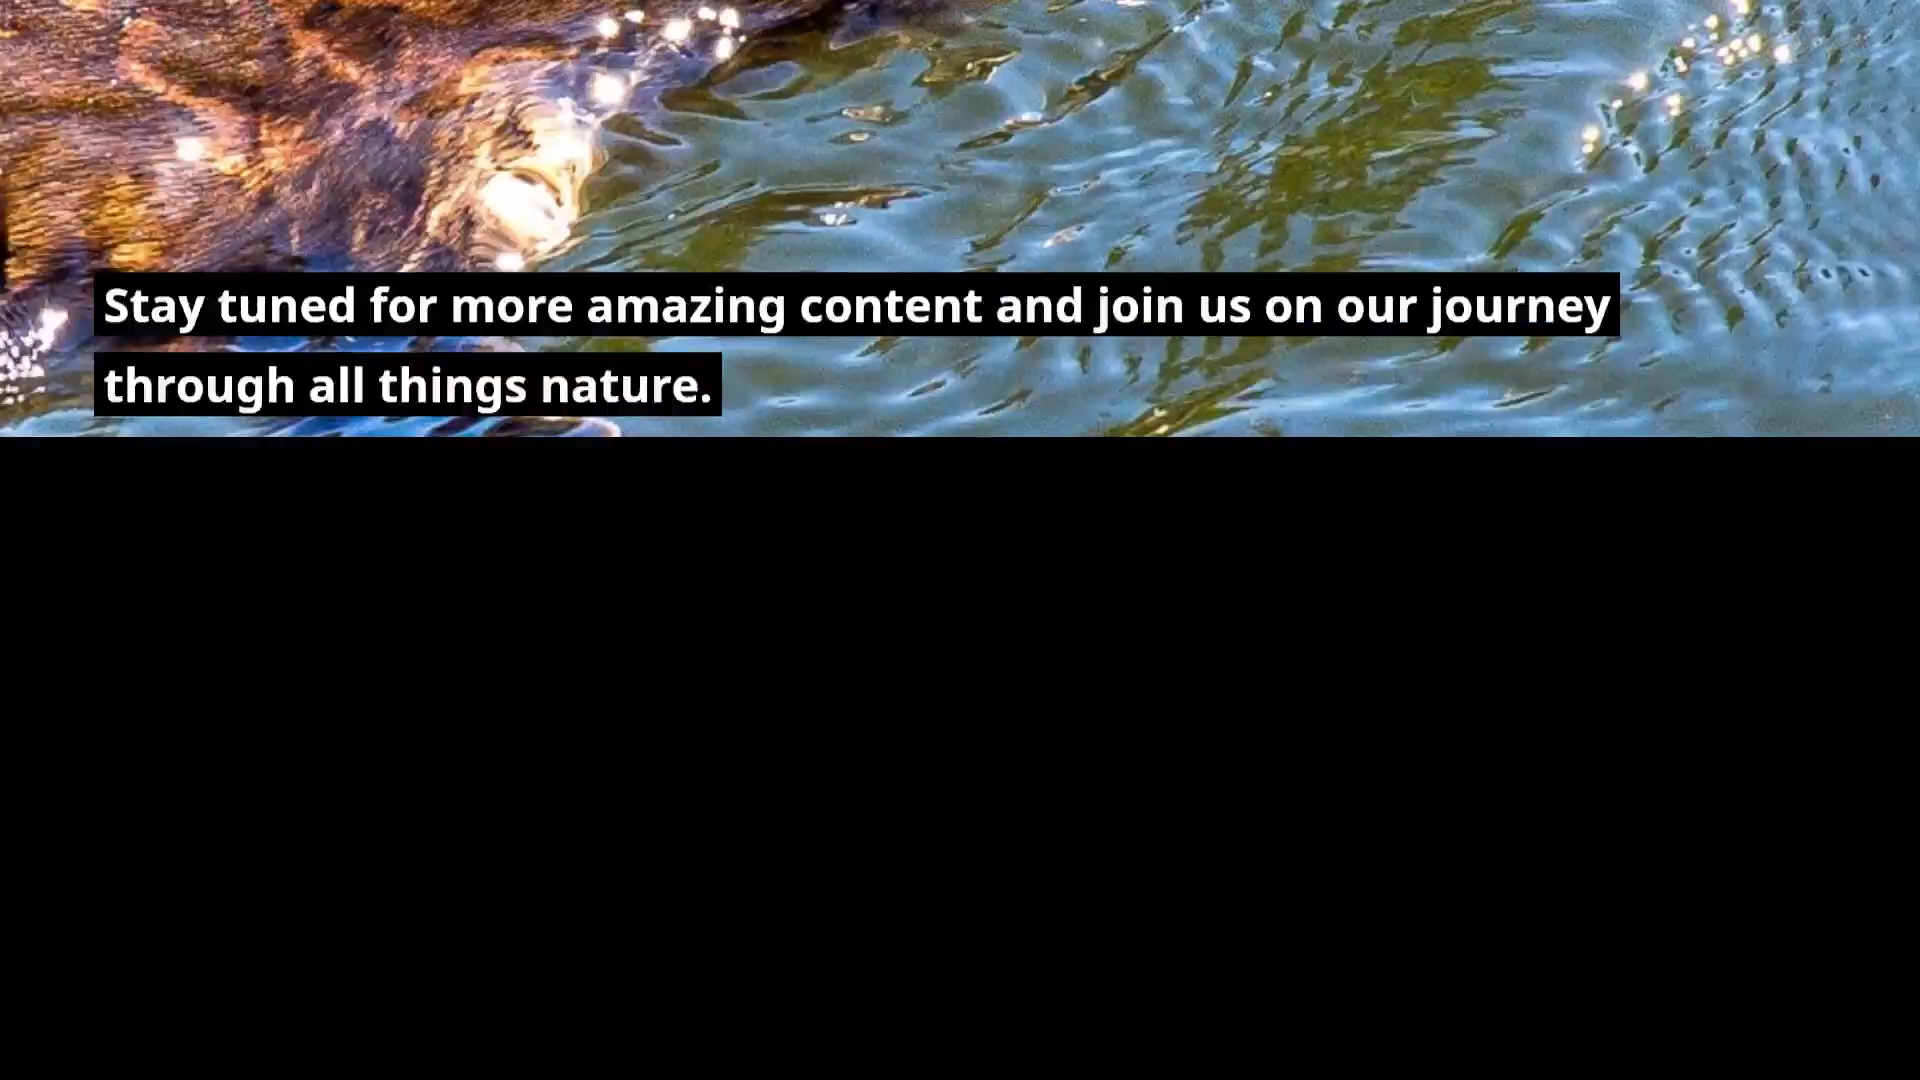 Stay tuned for more amazing content and join us on our journey
through all things nature.